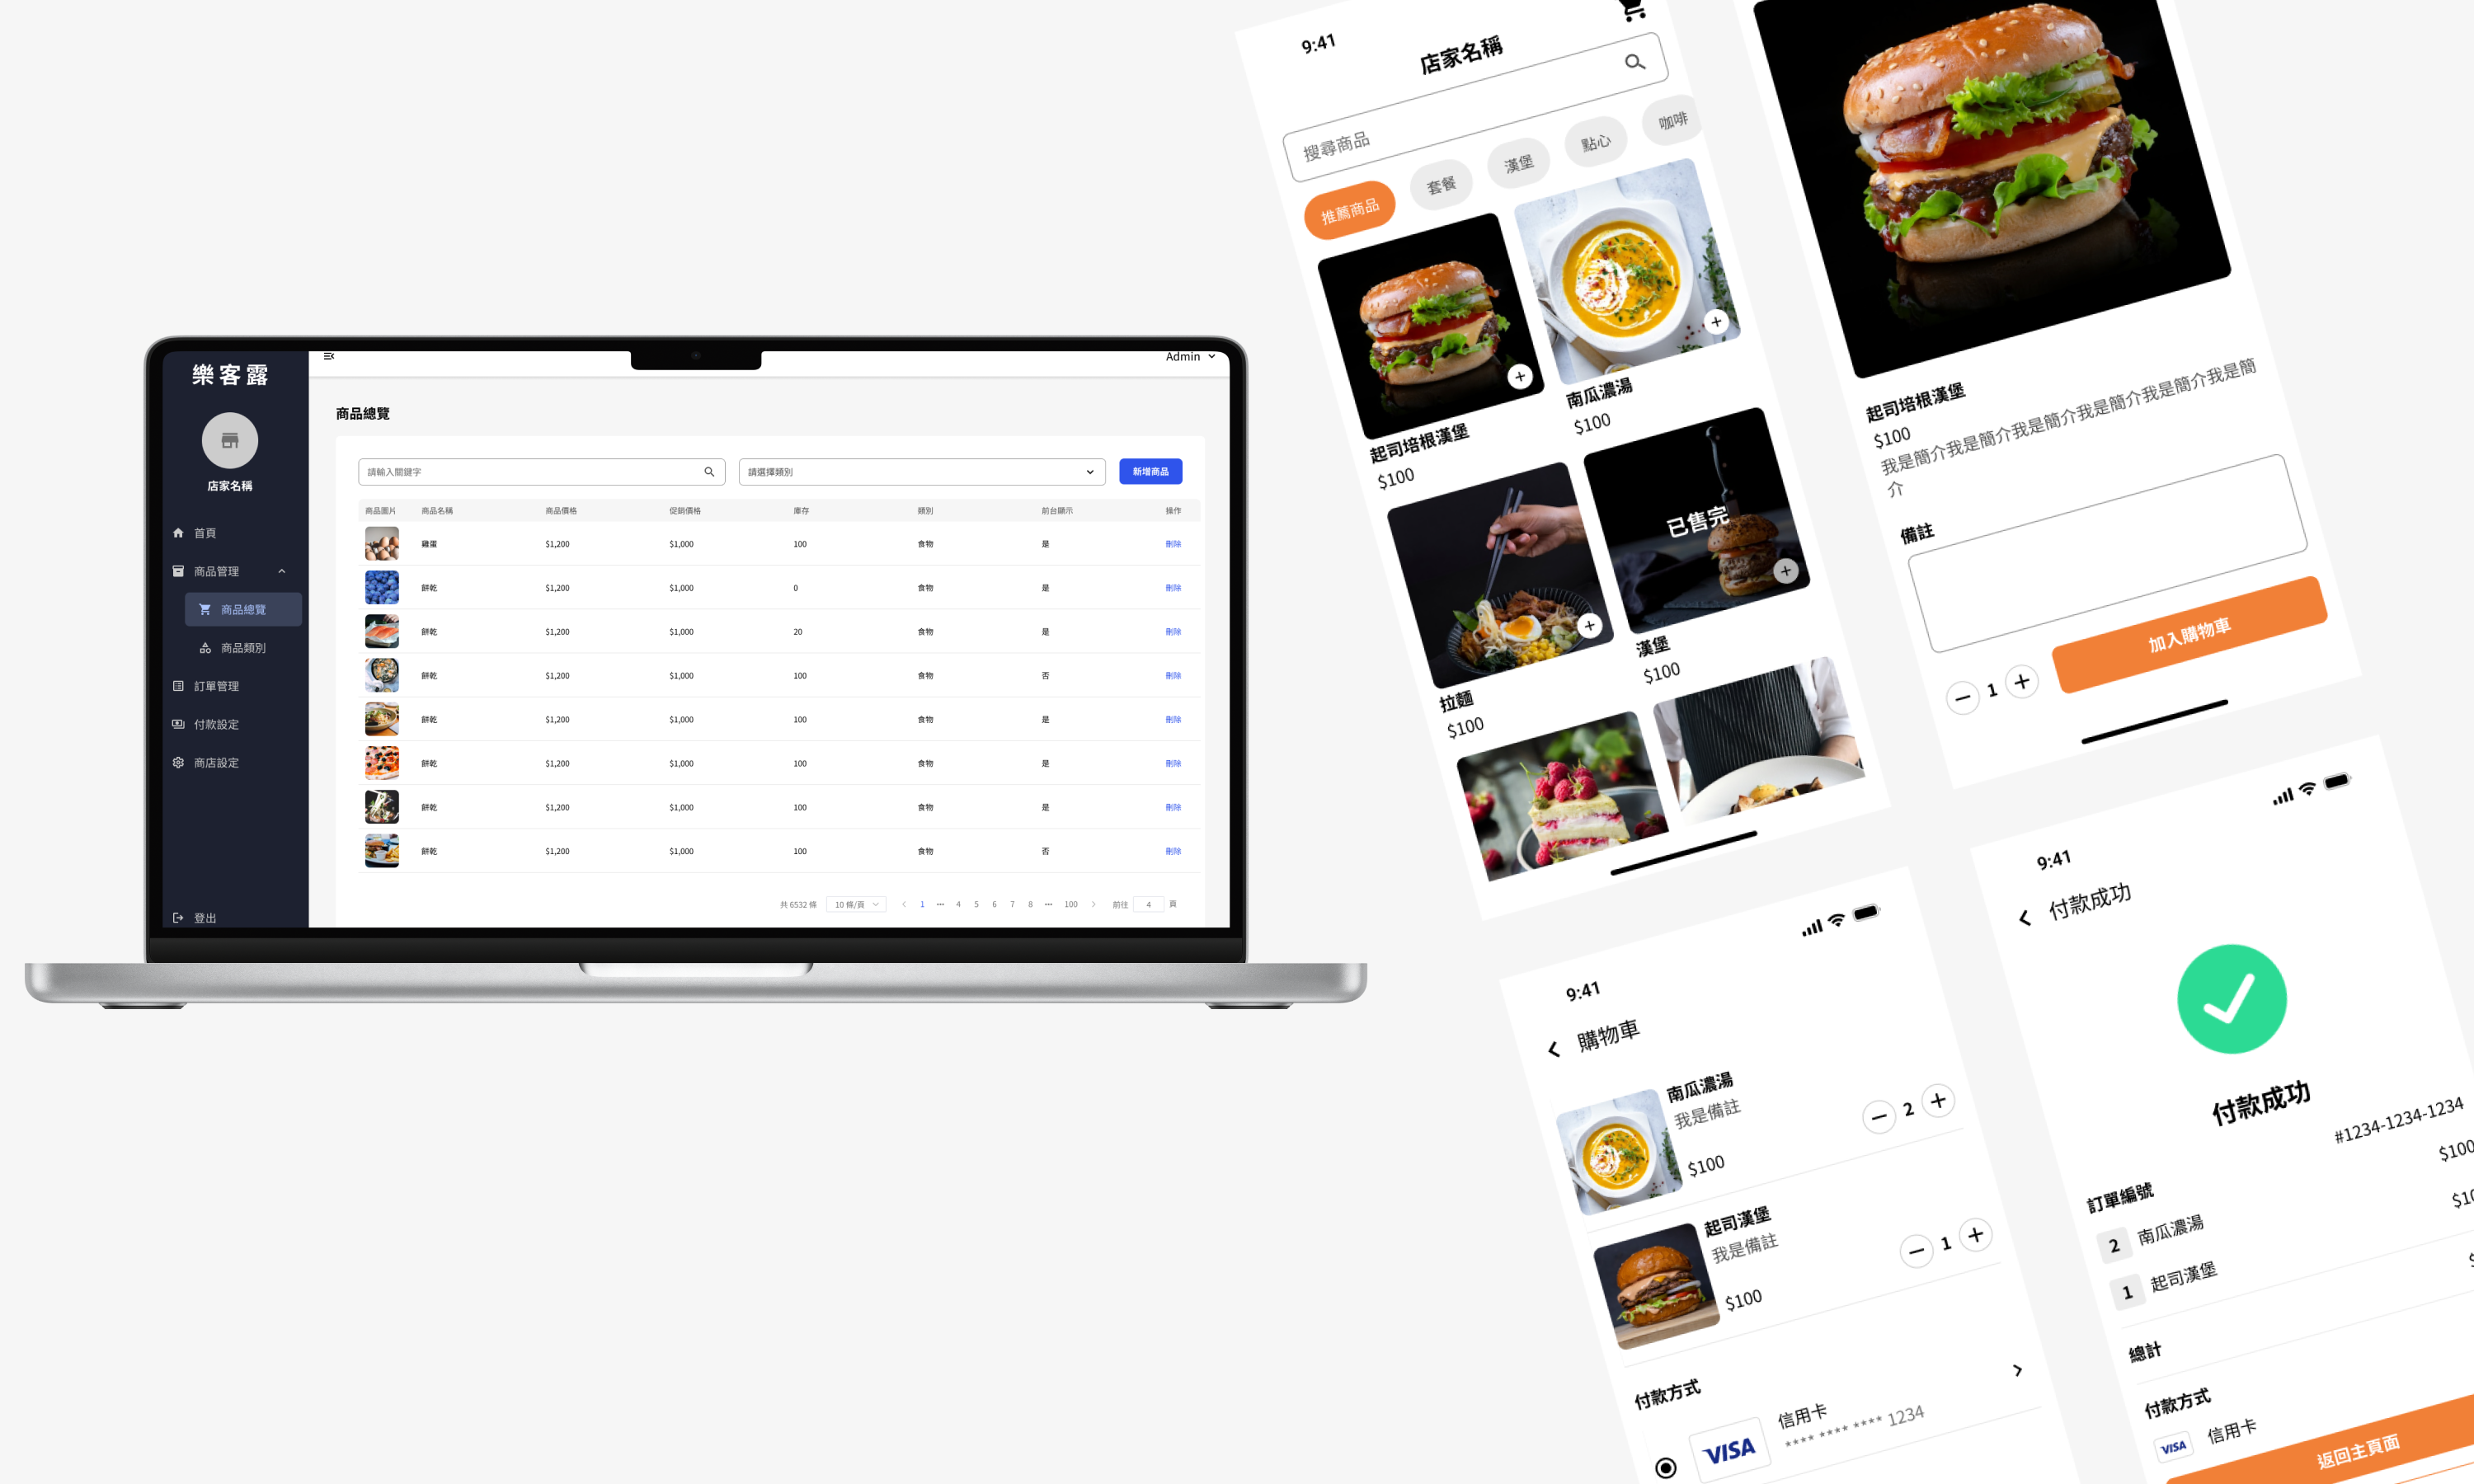 樂客露
店家名稱
首頁
商品管理
商品總覽
商品類別
訂單管理
付款設定
商店設定
登出
Admin
商品總覽
請輸入關鍵字
請選擇類別
新增商品
商品圖片 商品名稱 商品價格 促銷價格 庫存 類別 前台顯示 操作
雞蛋 $1,200 $1,000 100 食物 是 刪除
餅乾 $1,200 $1,000 0 食物 是 刪除
餅乾 $1,200 $1,000 20 食物 是 刪除
餅乾 $1,200 $1,000 100 食物 否 刪除
餅乾 $1,200 $1,000 100 食物 是 刪除
餅乾 $1,200 $1,000 100 食物 是 刪除
餅乾 $1,200 $1,000 100 食物 是 刪除
餅乾 $1,200 $1,000 100 食物 否 刪除
共 6532 條 10 條/頁 1 ••• 4 5 6 7 8 ••• 100 前往 4 頁
9:41
店家名稱
搜尋商品
推薦商品 套餐 漢堡 點心 咖啡
起司培根漢堡
$100
南瓜濃湯
$100
拉麵
$100
已售完
漢堡
$100
起司培根漢堡
$100
我是簡介我是簡介我是簡介我是簡介我是簡
介
備註
1
加入購物車
9:41
購物車
南瓜濃湯
我是備註
$100
2
起司漢堡
我是備註
$100
1
付款方式
VISA
信用卡
**** **** **** 1234
9:41
付款成功
付款成功
訂單編號 #1234-1234-1234
2 南瓜濃湯 $100
1 起司漢堡
總計
付款方式
VISA 信用卡
返回主頁面